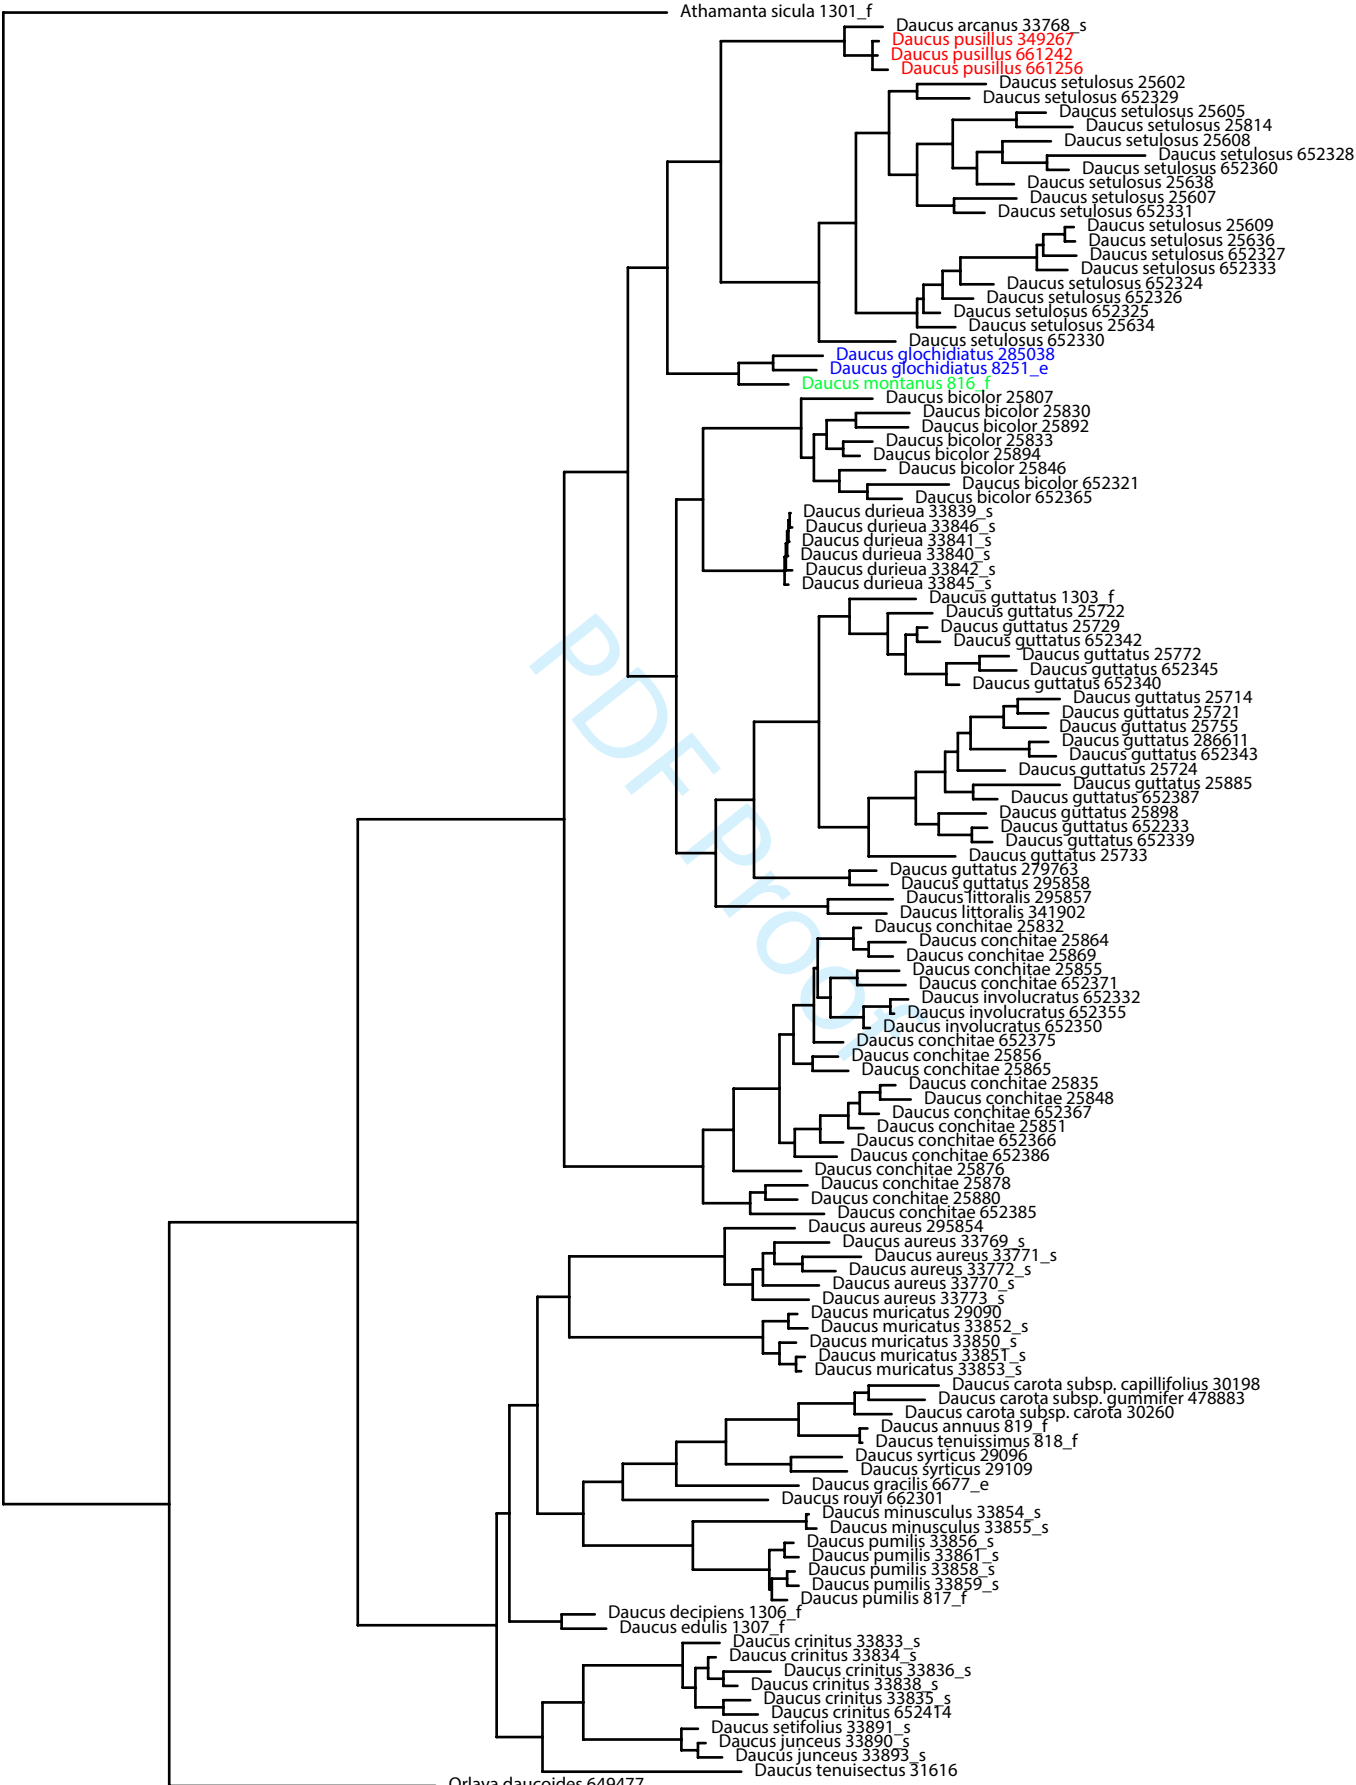 Athamanta sicula 1301_f
Daucus arcanus 33768_s
Daucus pusillus 349267
Daucus pusillus 661242
Daucus pusillus 661256
Daucus setulosus 25602
Daucus setulosus 652329
Daucus setulosus 25605
Daucus setulosus 25814
Daucus setulosus 25608
Daucus setulosus 652328
Daucus setulosus 652360
Daucus setulosus 25638
Daucus setulosus 25607
Daucus setulosus 652331
Daucus setulosus 25609
Daucus setulosus 25636
Daucus setulosus 652327
Daucus setulosus 652333
Daucus setulosus 652324
Daucus setulosus 652326
Daucus setulosus 652325
Daucus setulosus 25634
Daucus setulosus 652330
Daucus glochidiatus 285038
Daucus glochidiatus 8251_e
Daucus montanus 816_f
Daucus bicolor 25807
Daucus bicolor 25830
Daucus bicolor 25892
Daucus bicolor 25833
Daucus bicolor 25894
Daucus bicolor 25846
Daucus bicolor 652321
Daucus bicolor 652365
Daucus durieua 33839_s
Daucus durieua 33846_s
Daucus durieua 33841_s
Daucus durieua 33840_s
Daucus durieua 33842_s
Daucus durieua 33845_s
Daucus guttatus 1303_f
Daucus guttatus 25722
Daucus guttatus 25729
Daucus guttatus 652342
Daucus guttatus 25772
Daucus guttatus 652345
Daucus guttatus 652340
Daucus guttatus 25714
Daucus guttatus 25721
Daucus guttatus 25755
Daucus guttatus 286611
Daucus guttatus 652343
Daucus guttatus 25724
Daucus guttatus 25885
Daucus guttatus 652387
Daucus guttatus 25898
Daucus guttatus 652233
Daucus guttatus 652339
Daucus guttatus 25733
Daucus guttatus 279763
Daucus guttatus 295858
Daucus littoralis 295857
Daucus littoralis 341902
Daucus conchitae 25832
Daucus conchitae 25864
Daucus conchitae 25869
Daucus conchitae 25855
Daucus conchitae 652371
Daucus involucratus 652332
Daucus involucratus 652355
Daucus involucratus 652350
Daucus conchitae 652375
Daucus conchitae 25856
Daucus conchitae 25865
Daucus conchitae 25835
Daucus conchitae 25848
Daucus conchitae 652367
Daucus conchitae 25851
Daucus conchitae 652366
Daucus conchitae 652386
Daucus conchitae 25876
Daucus conchitae 25878
Daucus conchitae 25880
Daucus conchitae 652385
Daucus aureus 295854
Daucus aureus 33769_s
Daucus aureus 33771_s
Daucus aureus 33772_s
Daucus aureus 33770_s
Daucus aureus 33773_s
Daucus muricatus 29090
Daucus muricatus 33852_s
Daucus muricatus 33850_s
Daucus muricatus 33851_s
Daucus muricatus 33853_s
Daucus carota subsp. capillifolius 30198
Daucus carota subsp. gummifer 478883
Daucus carota subsp. carota 30260
Daucus annuus 819_f
Daucus tenuissimus 818_f
Daucus syrticus 29096
Daucus syrticus 29109
Daucus gracilis 6677_e
Daucus rouyi 662301
Daucus minusculus 33854_s
Daucus minusculus 33855_s
Daucus pumilis 33856_s
Daucus pumilis 33861_s
Daucus pumilis 33858_s
Daucus pumilis 33859_s
Daucus pumilis 817_f
Daucus decipiens 1306_f
Daucus edulis 1307_f
Daucus crinitus 33833_s
Daucus crinitus 33834_s
Daucus crinitus 33836_s
Daucus crinitus 33838_s
Daucus crinitus 33835_s
Daucus crinitus 652414
Daucus setifolius 33891_s
Daucus junceus 33890_s
Daucus junceus 33893_s
Daucus tenuisectus 31616
Orlaya daucoides 649477
PDF Proof